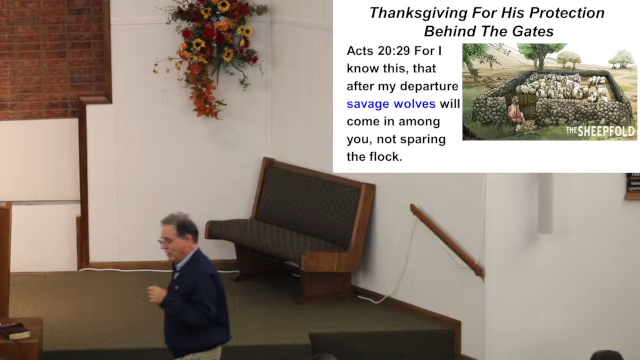 Thanksgiving For His Protection
Behind The Gates
Acts 20:29 For I
know this, that
after my departure
savage wolves will
come in among
you, not sparing
the flock.
THE SHEEPFOLD